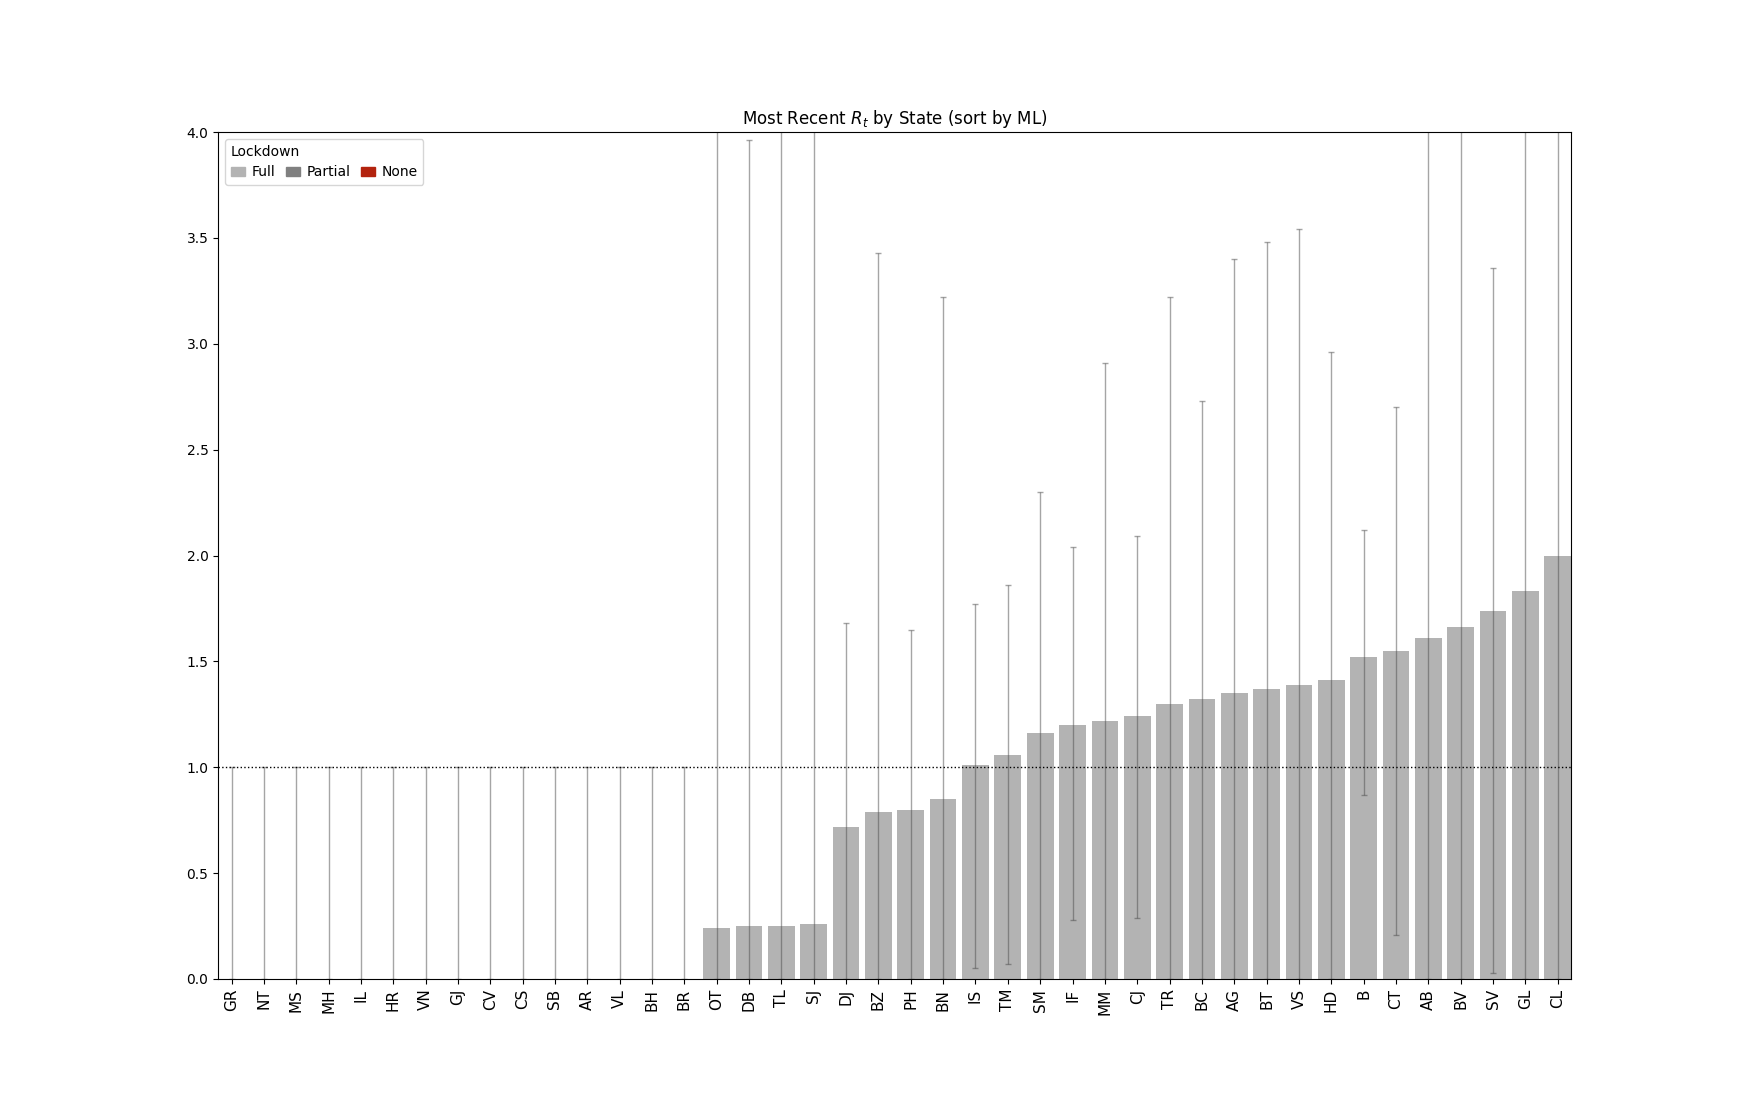 Most Recent Rt by State (sort by ML)
Lockdown
Full Partial None
4.0
3.5
3.0
2.5
2.0
1.5
1.0
0.5
0.0
GR NT MS MH IL HR VN GJ CV CS SB AR VL BH BR OT DB TL SJ DJ BZ PH BN IS TM SM IF MM CJ TR BC AG BT VS HD B CT AB BV SV GL CL